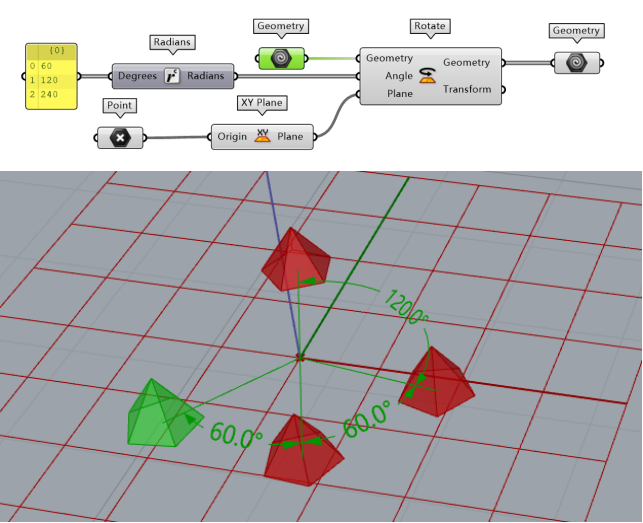 Geometry
Rotate
Geometry
Radians
{0}
0 60
1 120
2 240
Degrees Radians
Geometry
Angle
Plane
Geometry
Transform
Point
XY Plane
Origin XY Plane
120.0°
60.0°
60.0°